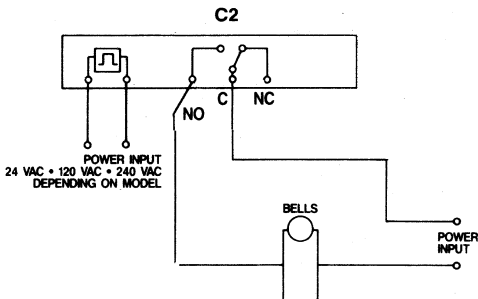 C2
NO
C
NC
POWER INPUT
24 VAC • 120 VAC • 240 VAC
DEPENDING ON MODEL
BELLS
POWER
INPUT